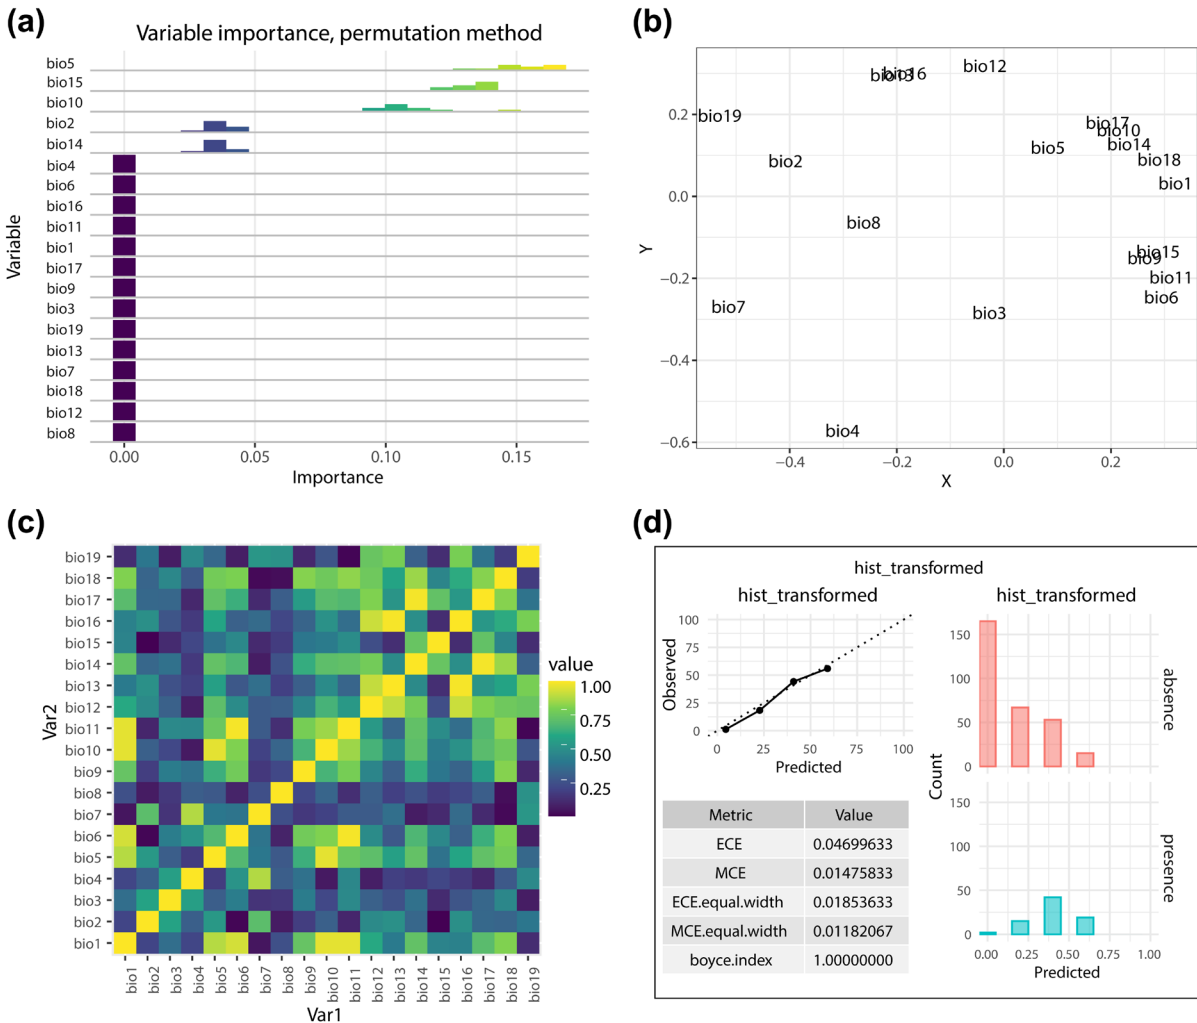 (a)
Variable importance, permutation method
Variable
bio5
bio15
bio10
bio2
bio14
bio4
bio6
bio16
bio11
bio1
bio17
bio9
bio3
bio19
bio13
bio7
bio18
bio12
bio8
0.00 0.05 0.10 0.15
Importance
(b)
Y
0.2
0.0
−0.2
−0.4
−0.6
bio12
bio13
bio16
bio19
bio17
bio10
bio14
bio5
bio18
bio2
bio1
bio8
bio15
bio9
bio11
bio6
bio7
bio3
bio4
−0.4 −0.2 0.0 0.2
X
(c)
Var2
bio19
bio18
bio17
bio16
bio15
bio14
bio13
bio12
bio11
bio10
bio9
bio8
bio7
bio6
bio5
bio4
bio3
bio2
bio1
bio1 bio2 bio3 bio4 bio5 bio6 bio7 bio8 bio9 bio10 bio11 bio12 bio13 bio14 bio15 bio16 bio17 bio18 bio19
Var1
value
1.00
0.75
0.50
0.25
(d)
hist_transformed
hist_transformed
Observed
100
75
50
25
0
0 25 50 75 100
Predicted
Metric Value
ECE 0.04699633
MCE 0.01475833
ECE.equal.width 0.01853633
MCE.equal.width 0.01182067
boyce.index 1.00000000
hist_transformed
Count
150
100
50
0
absence
150
100
50
0
presence
0.00 0.25 0.50 0.75 1.00
Predicted